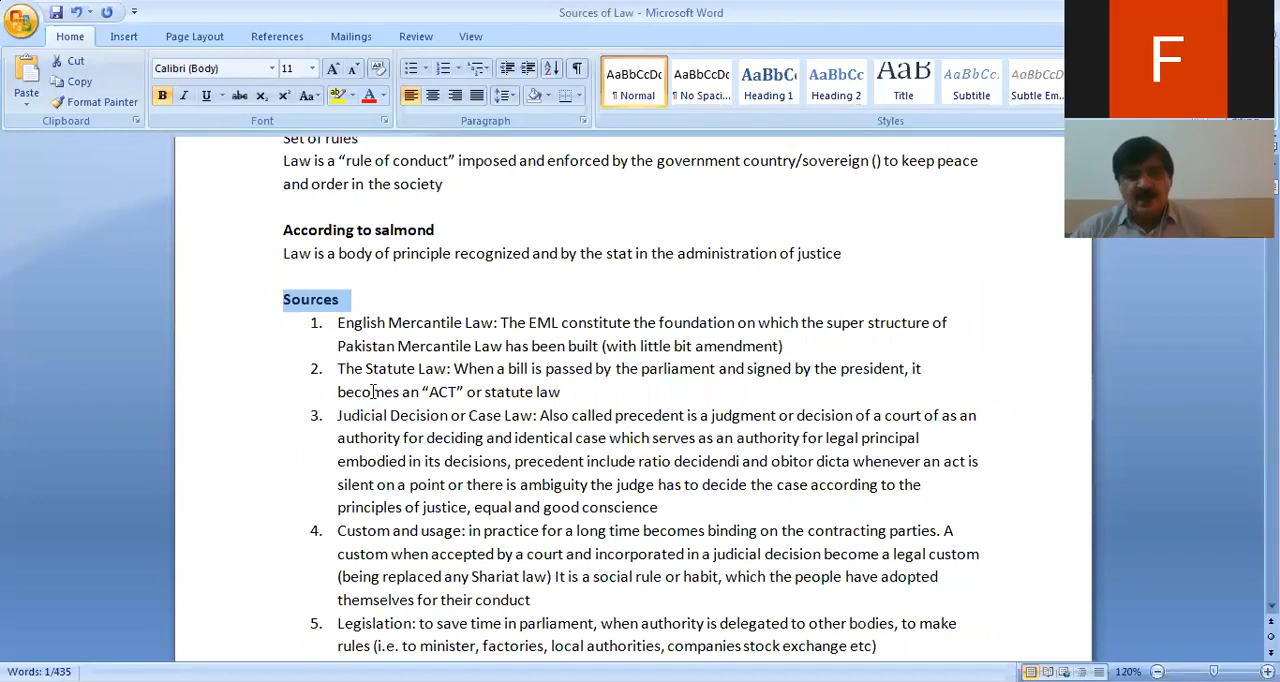 Sources of Law - Microsoft Word
Home Insert Page Layout References Mailings Review View
Paste
Cut
Copy
Format Painter
Clipboard
Calibri (Body) 11
Font
Paragraph
AaBbCcDc AaBbCcDc AaBbC AaBbCc AaB AaBbCc. AaBbCcDc
¶ Normal ¶ No Spaci... Heading 1 Heading 2 Title Subtitle Subtle Em...
Styles
F
Set of rules
Law is a “rule of conduct” imposed and enforced by the government country/sovereign () to keep peace
and order in the society
According to salmond
Law is a body of principle recognized and by the stat in the administration of justice
Sources
1. English Mercantile Law: The EML constitute the foundation on which the super structure of
Pakistan Mercantile Law has been built (with little bit amendment)
2. The Statute Law: When a bill is passed by the parliament and signed by the president, it
becomes an “ACT” or statute law
3. Judicial Decision or Case Law: Also called precedent is a judgment or decision of a court of as an
authority for deciding and identical case which serves as an authority for legal principal
embodied in its decisions, precedent include ratio decidendi and obitor dicta whenever an act is
silent on a point or there is ambiguity the judge has to decide the case according to the
principles of justice, equal and good conscience
4. Custom and usage: in practice for a long time becomes binding on the contracting parties. A
custom when accepted by a court and incorporated in a judicial decision become a legal custom
(being replaced any Shariat law) It is a social rule or habit, which the people have adopted
themselves for their conduct
5. Legislation: to save time in parliament, when authority is delegated to other bodies, to make
rules (i.e. to minister, factories, local authorities, companies stock exchange etc)
Words: 1/435
120%